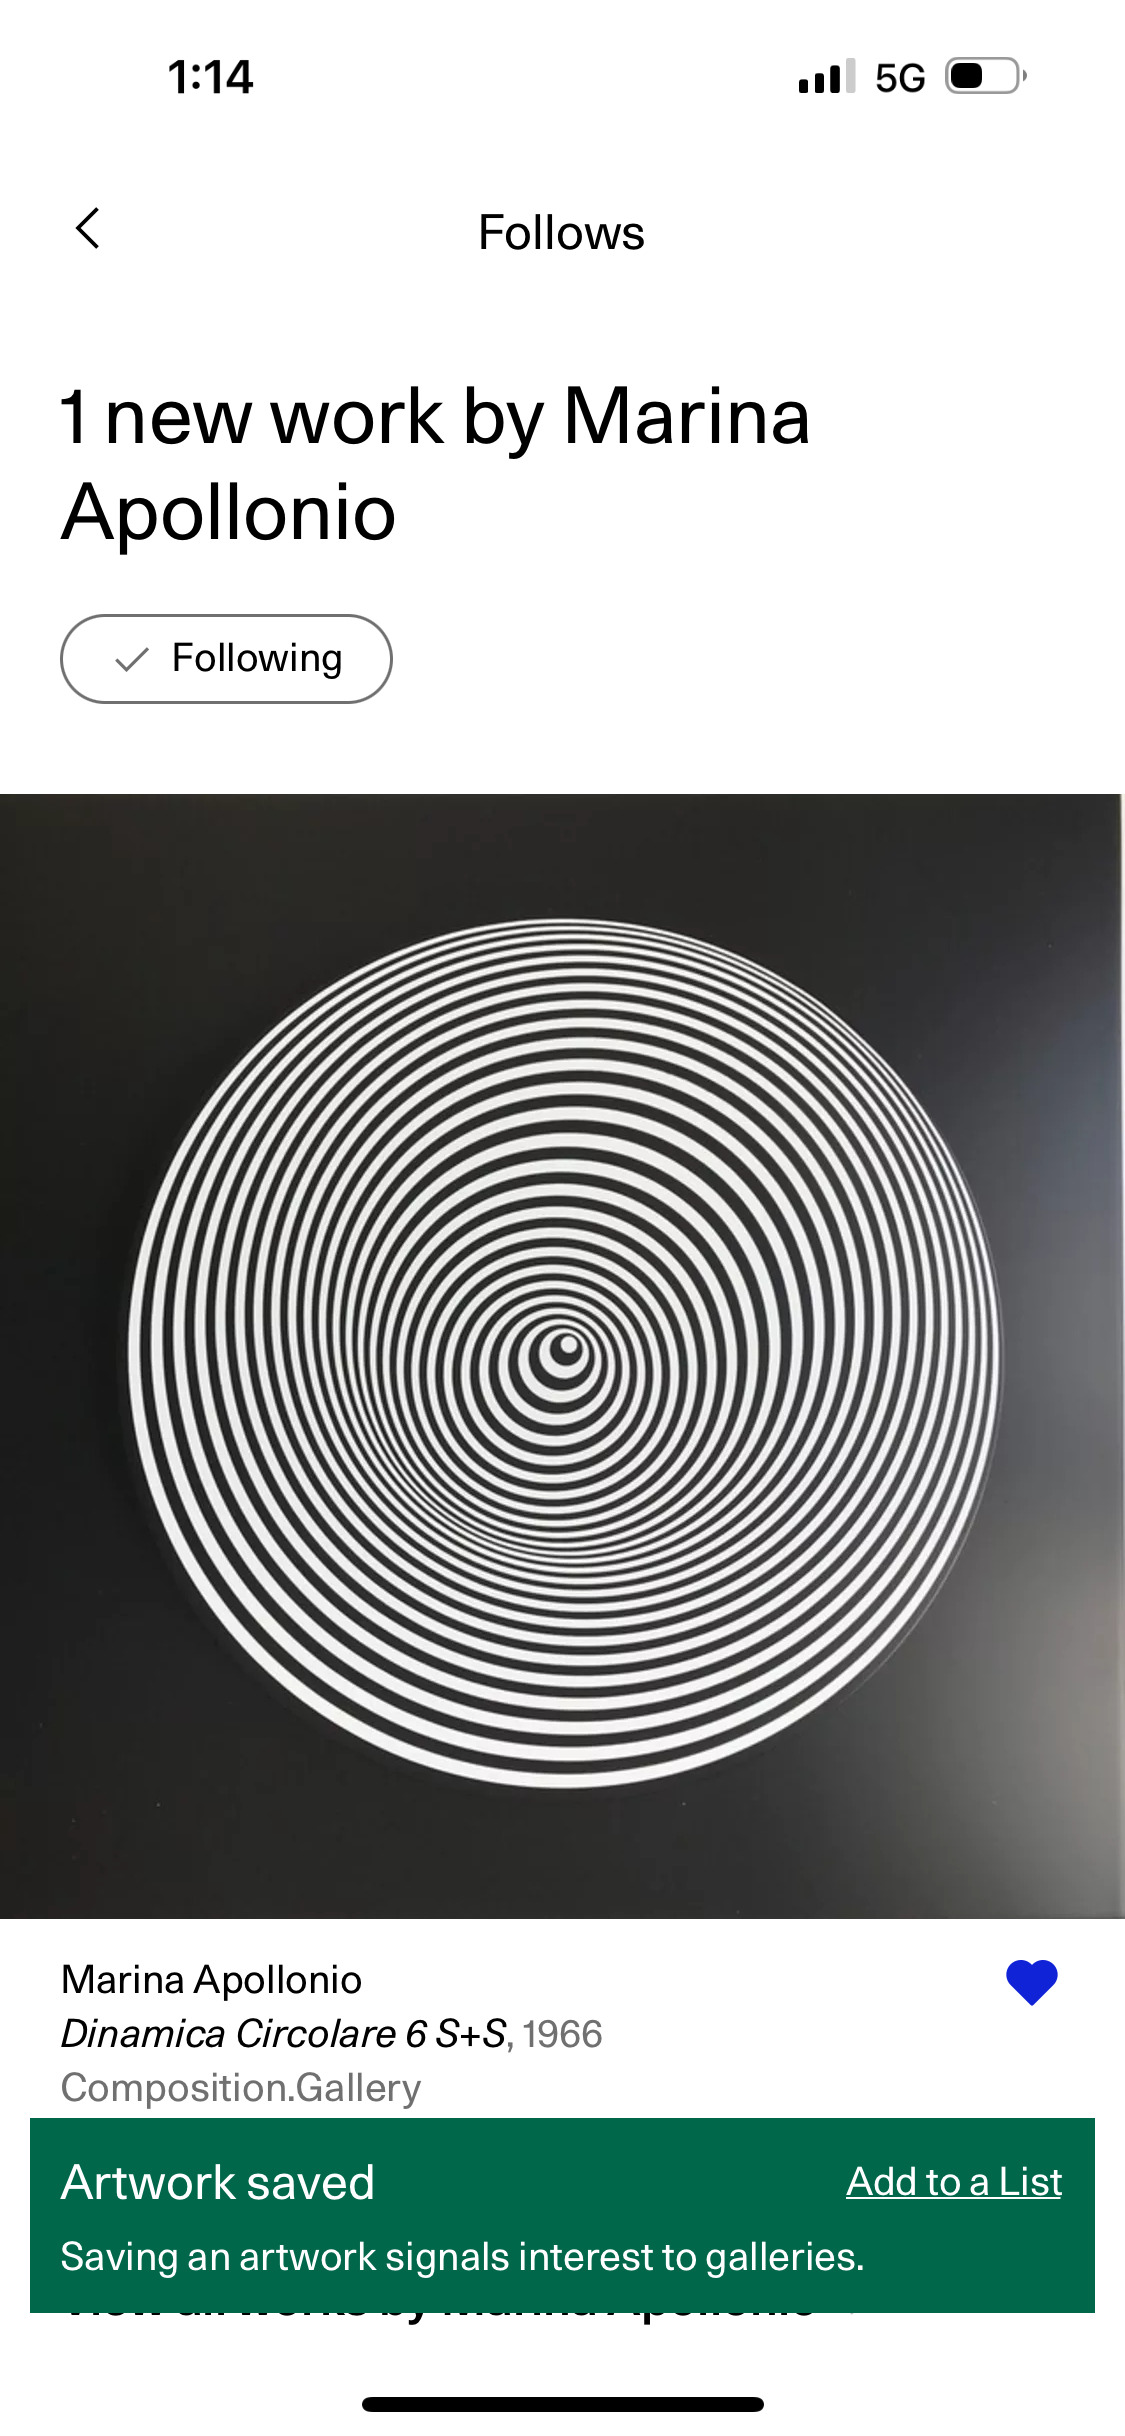 1:14
5G
Follows
1 new work by Marina
Apollonio
Following
Marina Apollonio
Dinamica Circolare 6 S+S, 1966
Composition.Gallery
Artwork saved
Add to a List
Saving an artwork signals interest to galleries.